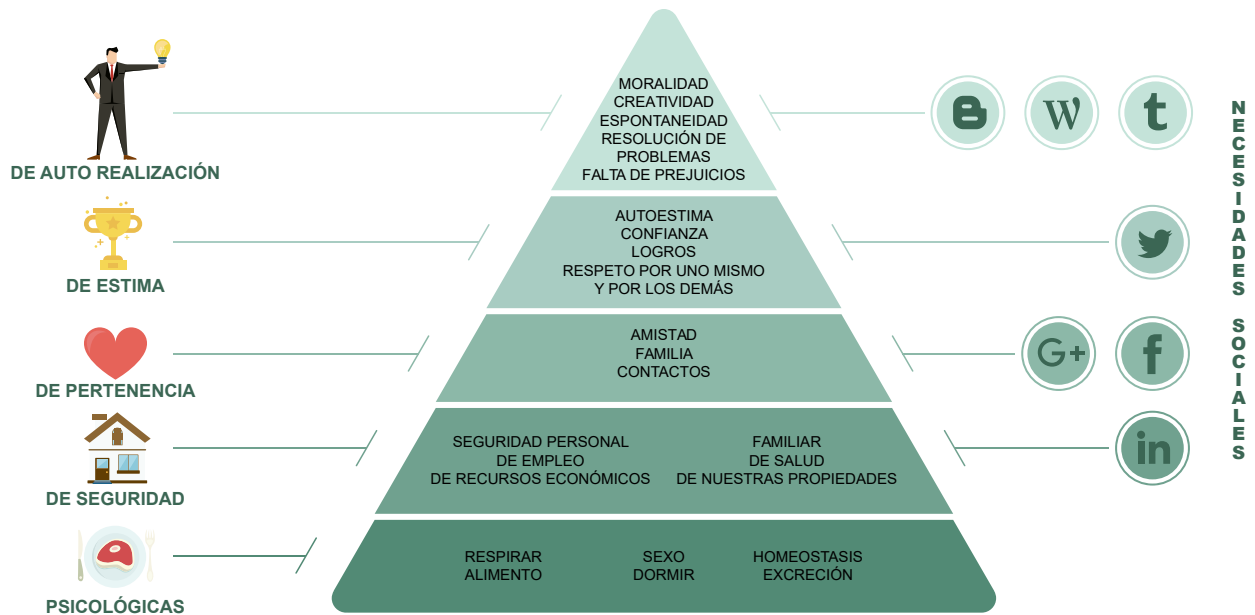 MORALIDAD
CREATIVIDAD
ESPONTANEIDAD
RESOLUCIÓN DE
PROBLEMAS
FALTA DE PREJUICIOS
DE AUTO REALIZACIÓN
AUTOESTIMA
CONFIANZA
LOGROS
RESPETO POR UNO MISMO
Y POR LOS DEMÁS
DE ESTIMA
AMISTAD
FAMILIA
CONTACTOS
DE PERTENENCIA
SEGURIDAD PERSONAL
DE EMPLEO
DE RECURSOS ECONÓMICOS
FAMILIAR
DE SALUD
DE NUESTRAS PROPIEDADES
DE SEGURIDAD
RESPIRAR
ALIMENTO
SEXO
DORMIR
HOMEOSTASIS
EXCRECIÓN
PSICOLÓGICAS
B
W
t
G+
f
in
NECESIDADES SOCIALES